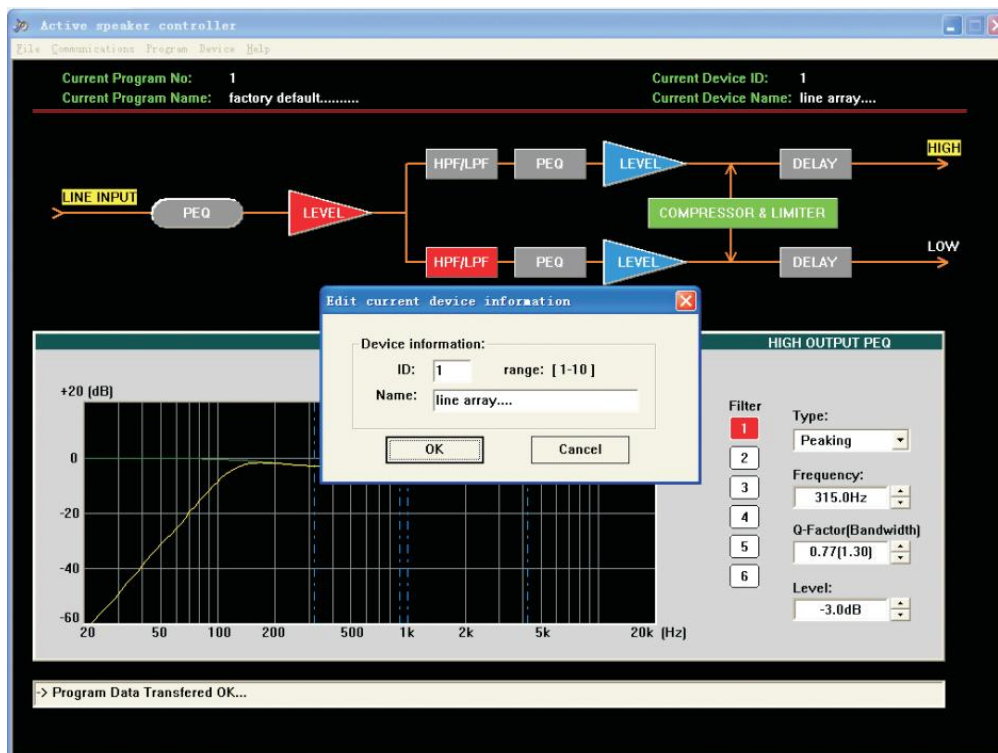 Active speaker controller
File Communications Program Device Help
Current Program No: 1
Current Device ID: 1
Current Program Name: factory default..........
Current Device Name: line array....
HPF/LPF PEQ LEVEL DELAY HIGH
LINE INPUT PEQ LEVEL
COMPRESSOR & LIMITER
HPF/LPF PEQ LEVEL DELAY LOW
Edit current device information
Device information:
ID: 1 range: [ 1-10 ]
Name: line array....
OK Cancel
HIGH OUTPUT PEQ
+20 (dB)
0
-20
-40
-60
20 50 100 200 500 1k 2k 5k 20k (Hz)
Filter
1
2
3
4
5
6
Type:
Peaking
Frequency:
315.0Hz
Q-Factor(Bandwidth)
0.77(1.30)
Level:
-3.0dB
-> Program Data Transfered OK...